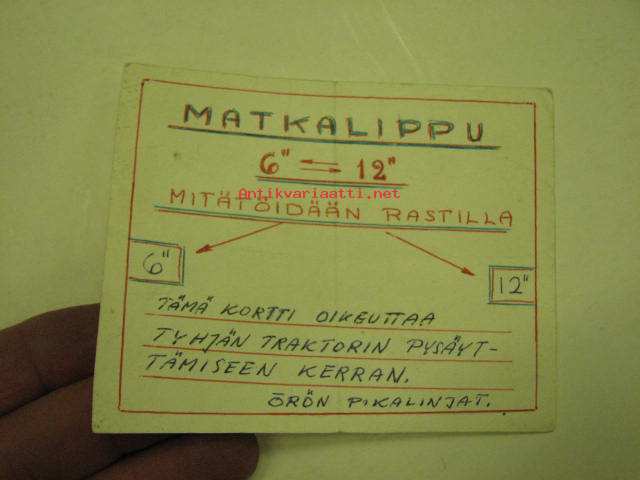 MATKALIPPU
6" ⇄ 12"
Antikvariaatti.net
MITÄTÖIDÄÄN RASTILLA
6"
12"
TÄMÄ KORTTI OIKEUTTAA
TYHJÄN TRAKTORIN PYSÄYT-
TÄMISEEN KERRAN.
ÖRÖN PIKALINJAT.